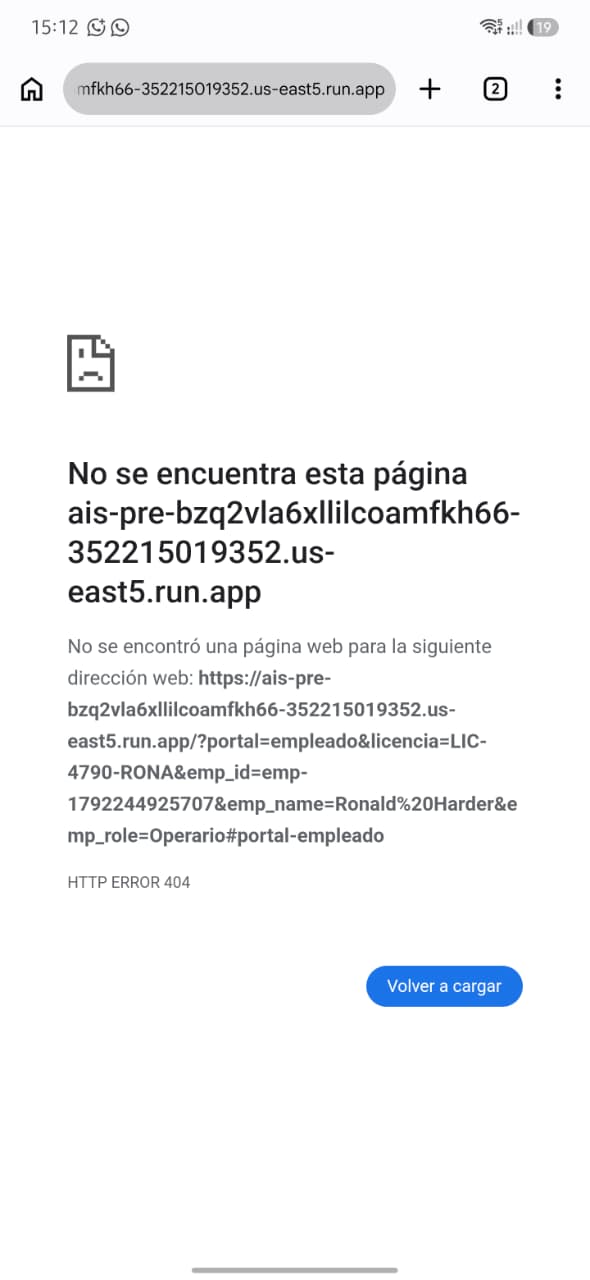 15:12
19
mfkh66-352215019352.us-east5.run.app
2
No se encuentra esta página
ais-pre-bzq2vla6xllilcoamfkh66-
352215019352.us-
east5.run.app
No se encontró una página web para la siguiente
dirección web: https://ais-pre-
bzq2vla6xllilcoamfkh66-352215019352.us-
east5.run.app/?portal=empleado&licencia=LIC-
4790-RONA&emp_id=emp-
1792244925707&emp_name=Ronald%20Harder&e
mp_role=Operario#portal-empleado
HTTP ERROR 404
Volver a cargar